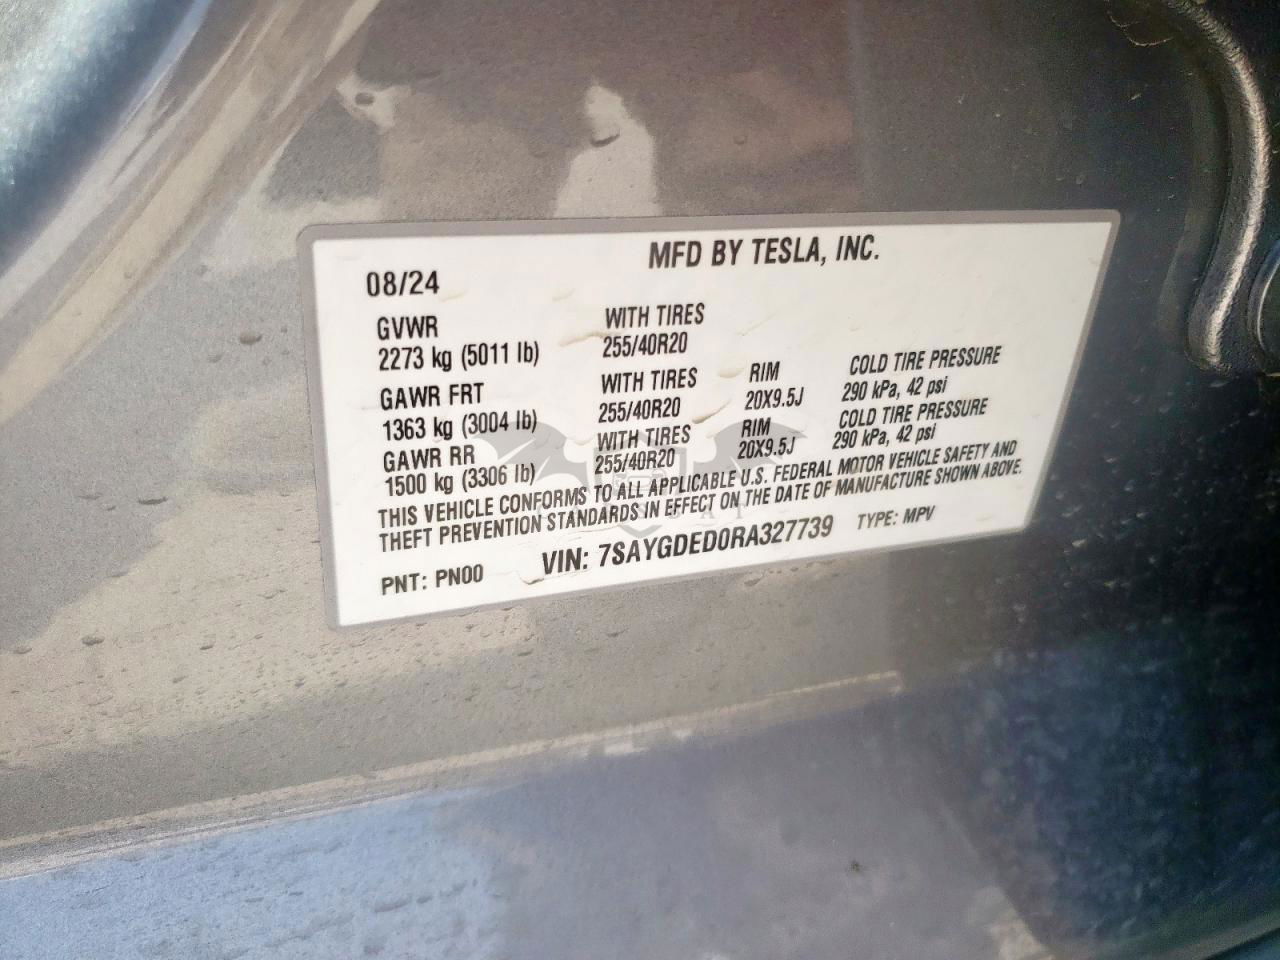 MFD BY TESLA, INC.
08/24
GVWR WITH TIRES
2273 kg (5011 lb) 255/40R20
GAWR FRT WITH TIRES RIM COLD TIRE PRESSURE
1363 kg (3004 lb) 255/40R20 20X9.5J 290 kPa, 42 psi
GAWR RR WITH TIRES RIM COLD TIRE PRESSURE
1500 kg (3306 lb) 255/40R20 20X9.5J 290 kPa, 42 psi
THIS VEHICLE CONFORMS TO ALL APPLICABLE U.S. FEDERAL MOTOR VEHICLE SAFETY AND
THEFT PREVENTION STANDARDS IN EFFECT ON THE DATE OF MANUFACTURE SHOWN ABOVE.
PNT: PN00 VIN: 7SAYGDED0RA327739 TYPE: MPV